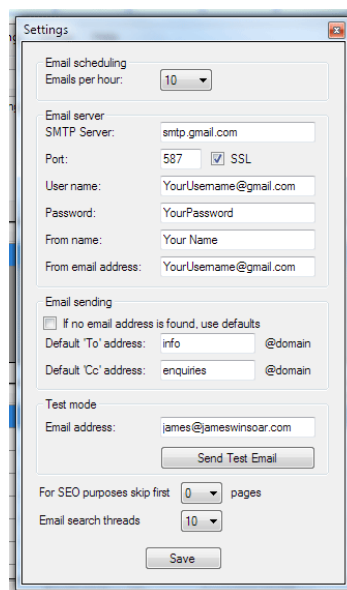 Settings
Email scheduling
Emails per hour: 10
Email server
SMTP Server: smtp.gmail.com
Port: 587 SSL
User name: YourUsername@gmail.com
Password: YourPassword
From name: Your Name
From email address: YourUsername@gmail.com
Email sending
If no email address is found, use defaults
Default 'To' address: info @domain
Default 'Cc' address: enquiries @domain
Test mode
Email address: james@jameswinsoar.com
Send Test Email
For SEO purposes skip first 0 pages
Email search threads 10
Save